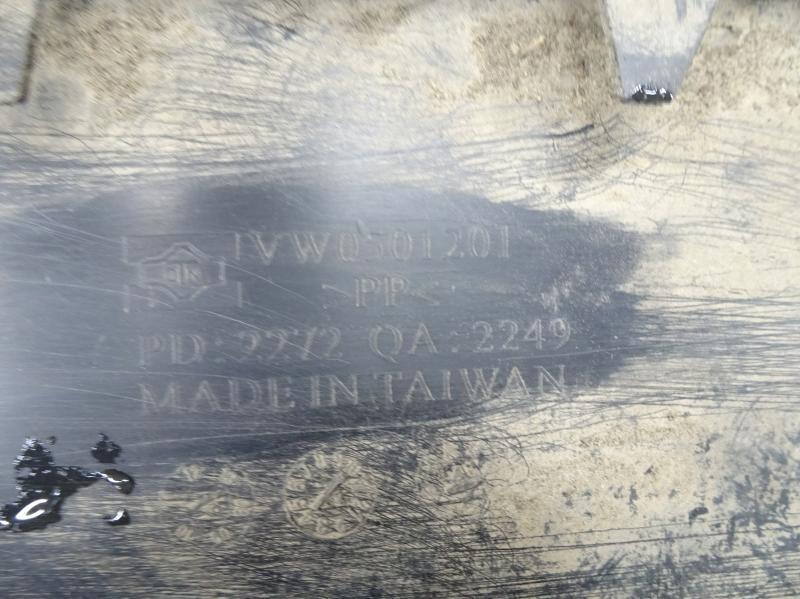 VW0501201
>PP<
PD: 2272 QA: 2249
MADE IN TAIWAN